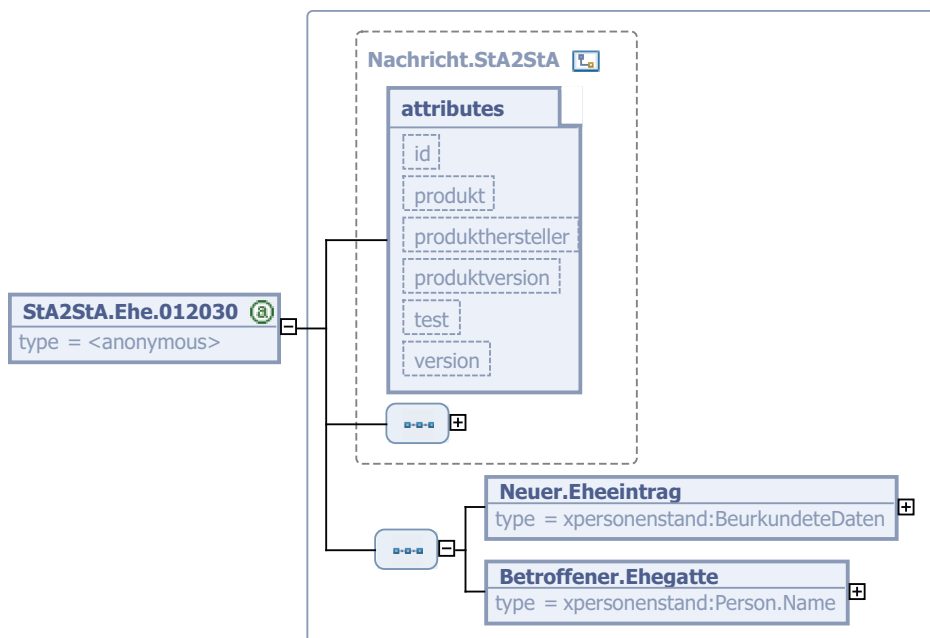 Nachricht.StA2StA
attributes
id
produkt
produkthersteller
produktversion
test
version
StA2StA.Ehe.012030 @
type = <anonymous>
Neuer.Eheeintrag
type = xpersonenstand:BeurkundeteDaten
Betroffener.Ehegatte
type = xpersonenstand:Person.Name